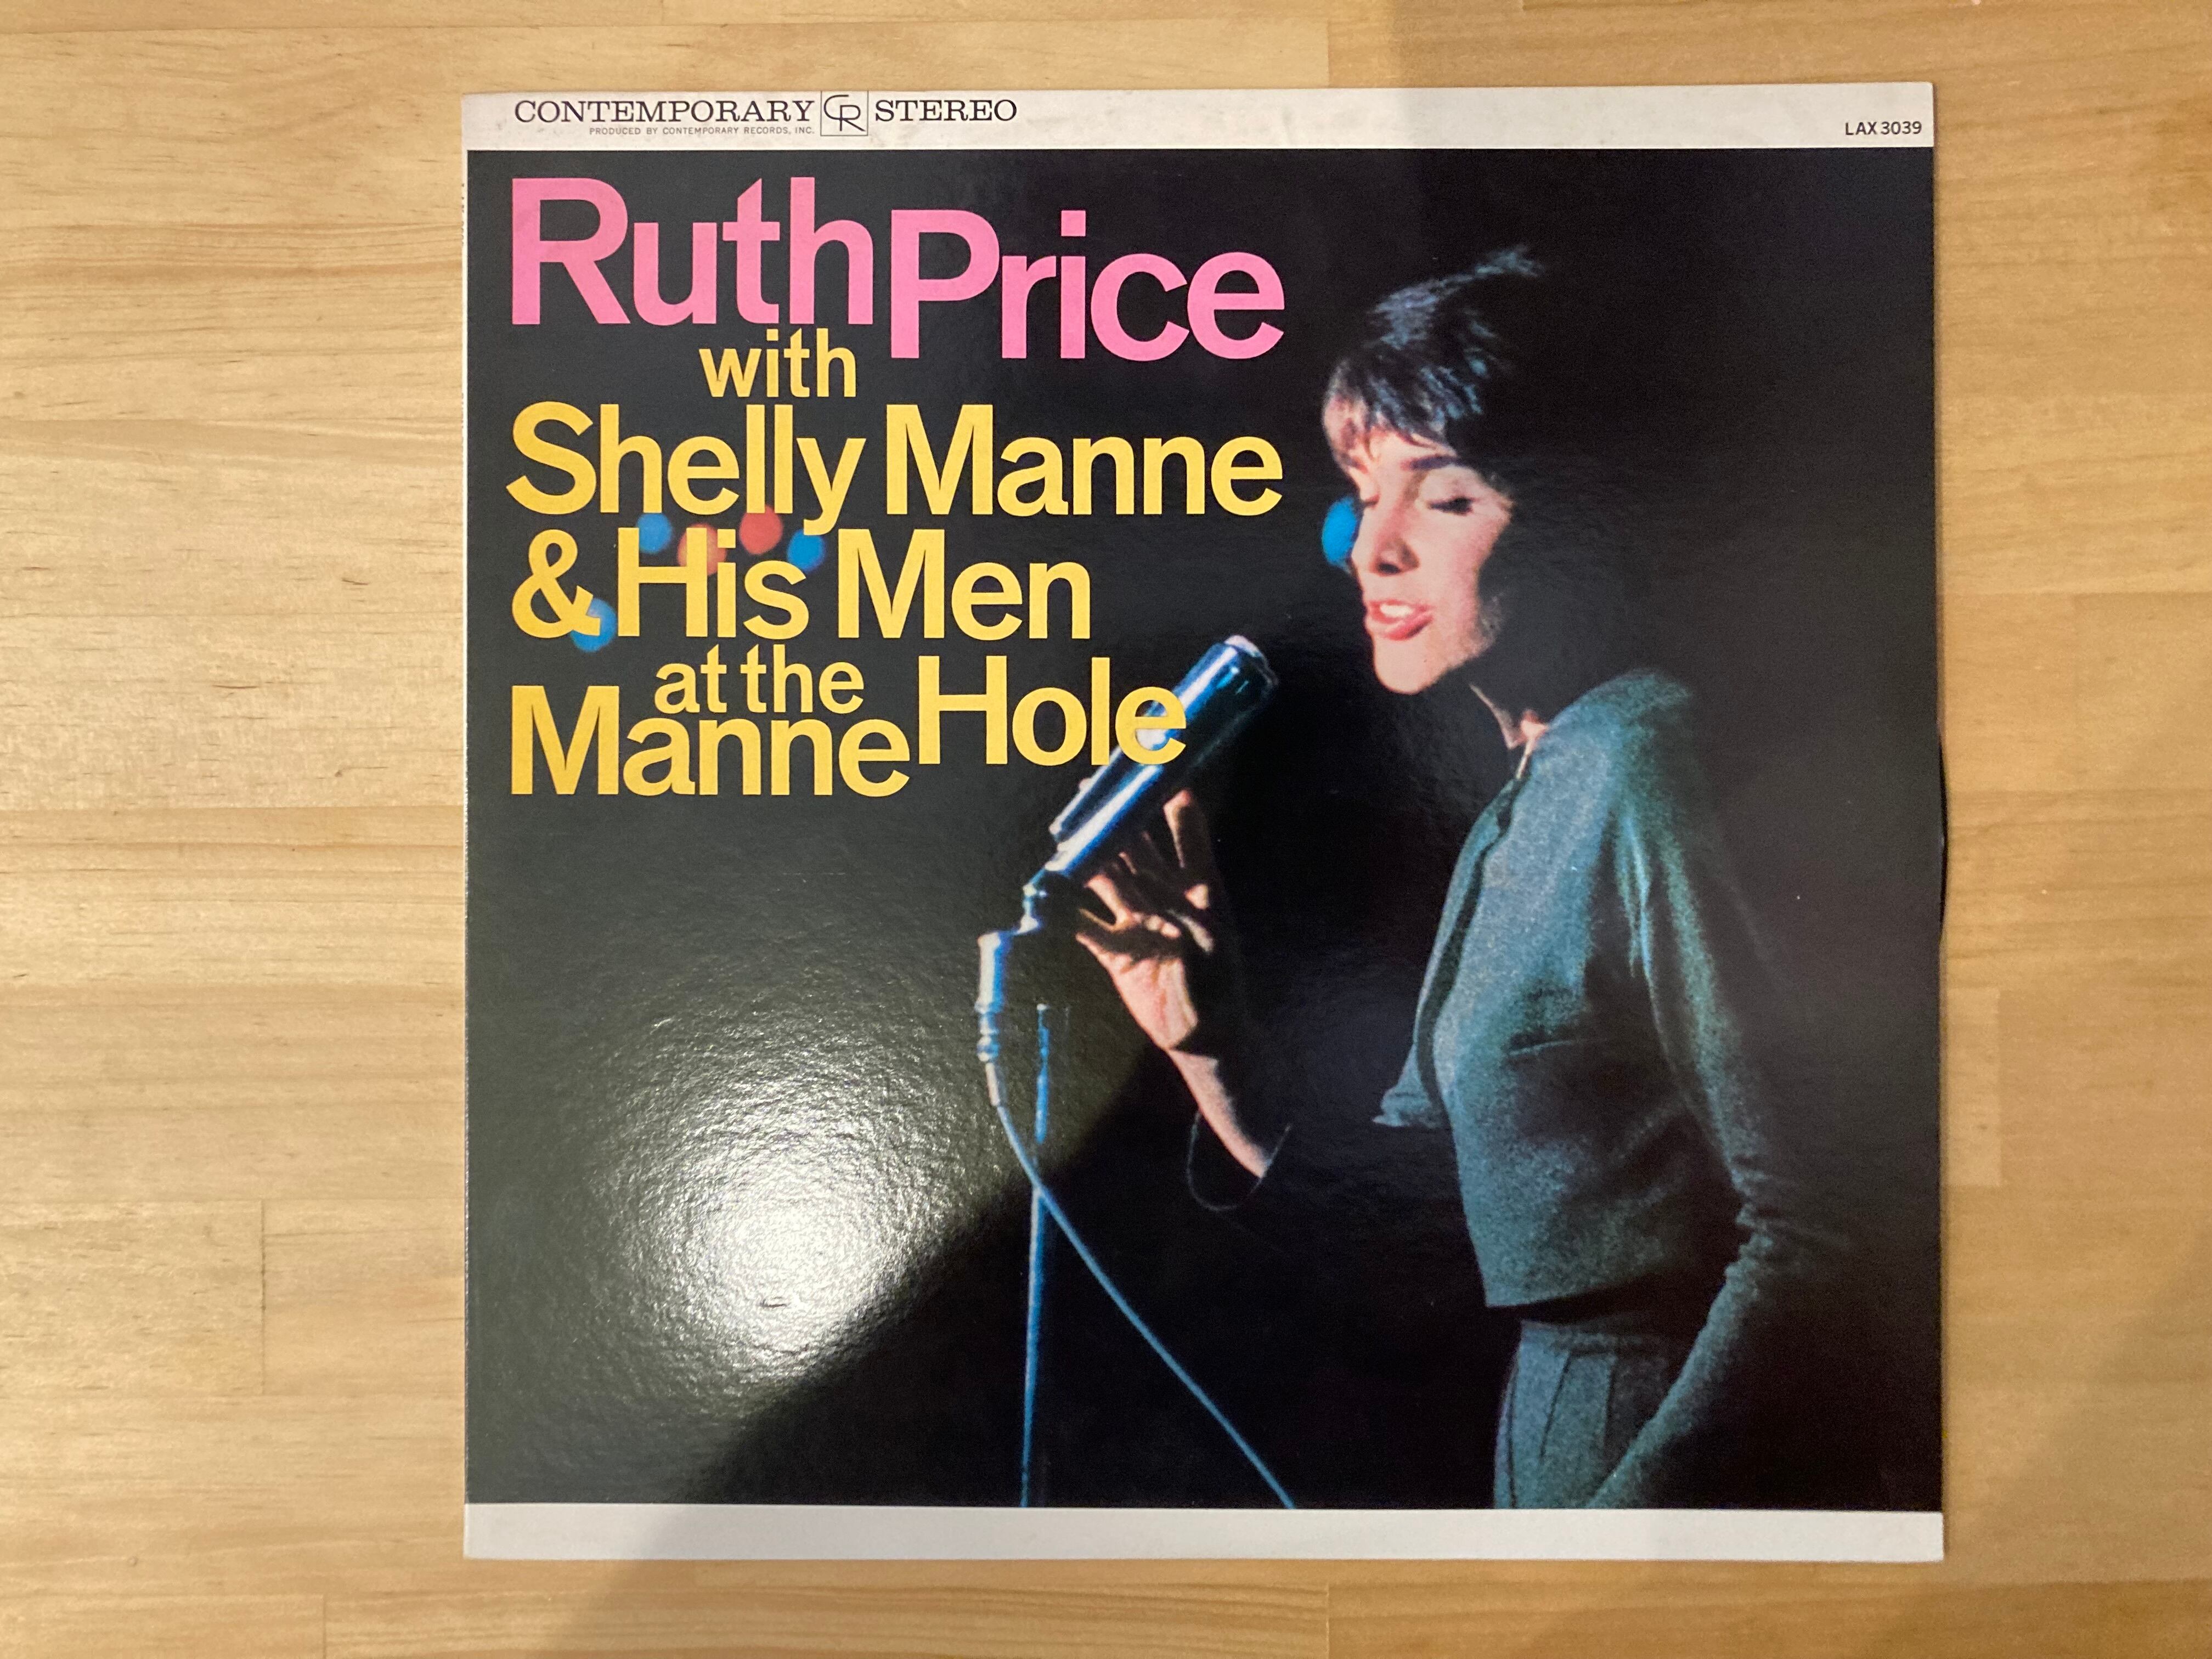 CONTEMPORARY CR STEREO
PRODUCED BY CONTEMPORARY RECORDS, INC.
LAX 3039
Ruth Price
with
Shelly Manne
& His Men
at the
Manne Hole